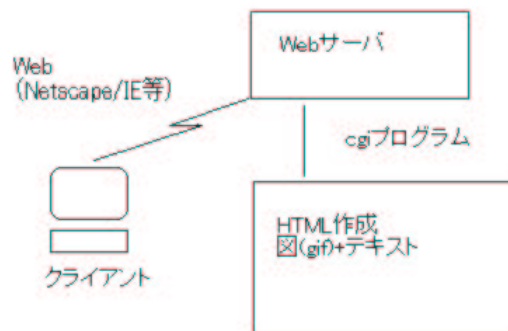 Webサーバ
Web
(Netscape/IE等)
cgiプログラム
HTML作成
図(gif)+テキスト
クライアント